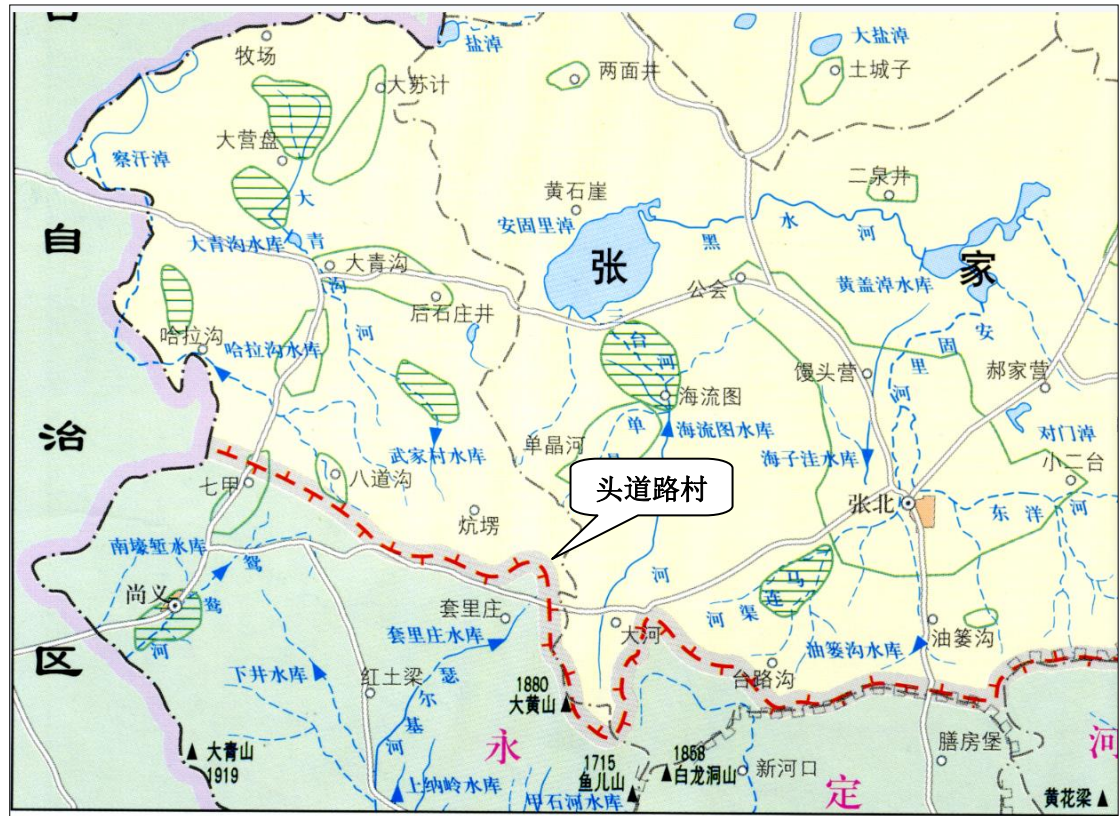 盐淖
大盐淖
牧场
两面井
土城子
大苏计
大营盘
察汗淖
二泉井
黄石崖
大
安固里淖
黑
水
河
自
大青沟水库
青
张
家
大青沟
沟
公会
黄盖淖水库
后石庄井
河
安
固
里
河
哈拉沟
哈拉沟水库
台
河
馒头营
郝家营
海流图
治
武家村水库
单晶河
单
海流图水库
对门淖
海子洼水库
小二台
七甲
八道沟
头道路村
张北
炕塄
东洋河
南壕堑水库
鸳
鸯
河
尚义
马
连
渠
河
套里庄
河
大河
套里庄水库
油篓沟
油篓沟水库
区
下井水库
红土梁
瑟
尔
基
河
台路沟
1880
大黄山
永
大青山
1919
1715
鱼儿山
1858
白龙洞山
新河口
膳房堡
河
上纳岭水库
甲石河水库
定
黄花梁